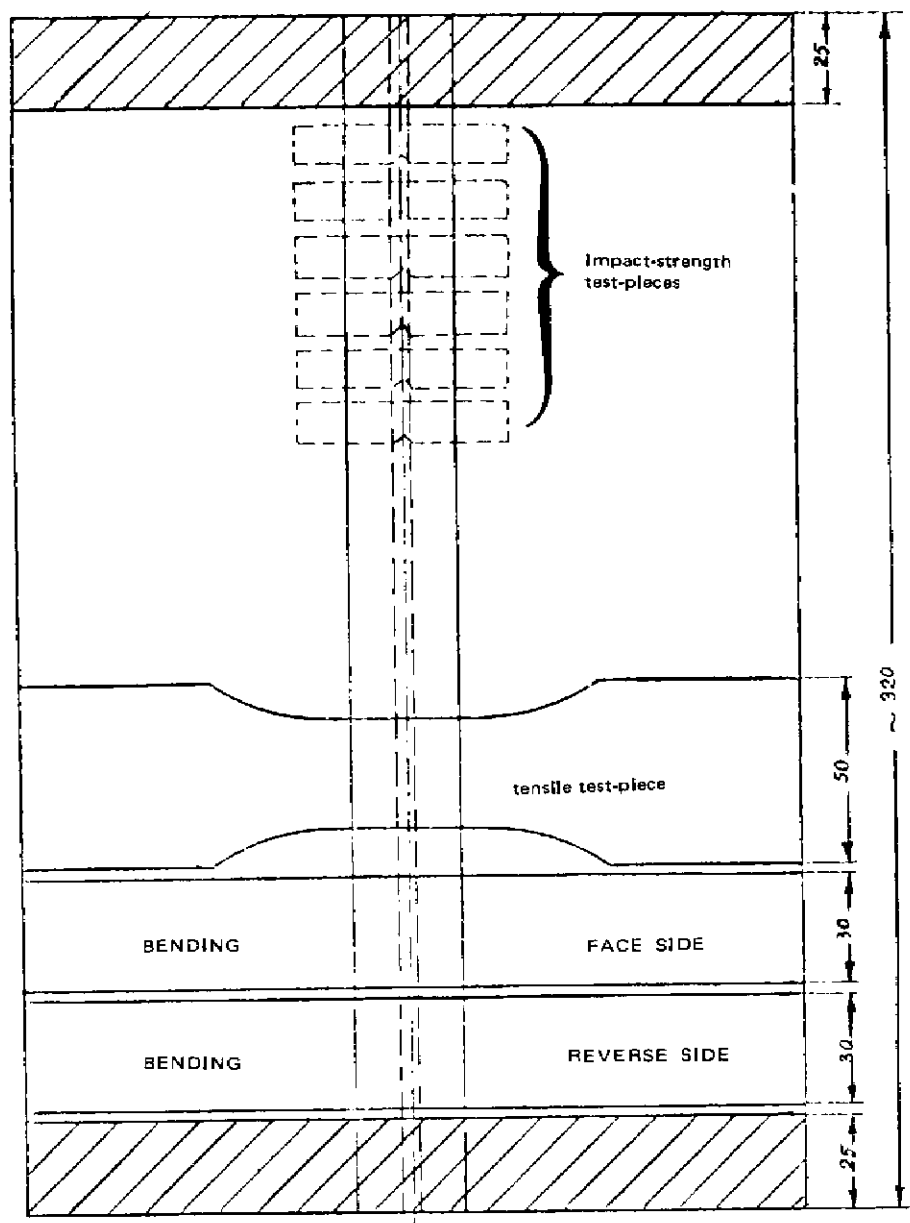 25
Impact-strength
test-pieces
~ 320
50
tensile test-piece
BENDING FACE SIDE
30
BENDING REVERSE SIDE
30
25